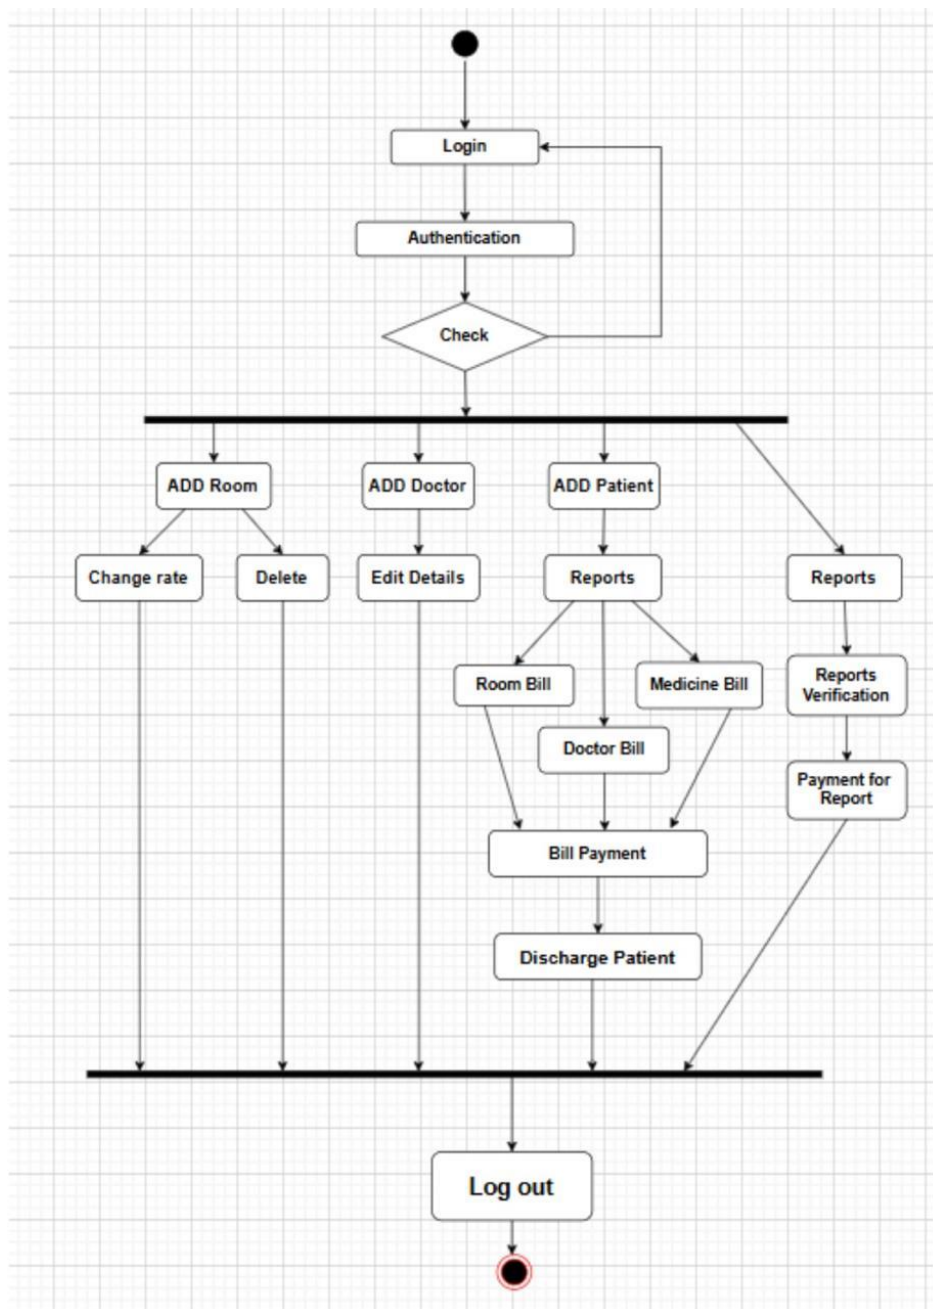 Login
Authentication
Check
ADD Room
ADD Doctor
ADD Patient
Change rate
Delete
Edit Details
Reports
Reports
Room Bill
Medicine Bill
Reports
Verification
Doctor Bill
Payment for
Report
Bill Payment
Discharge Patient
Log out